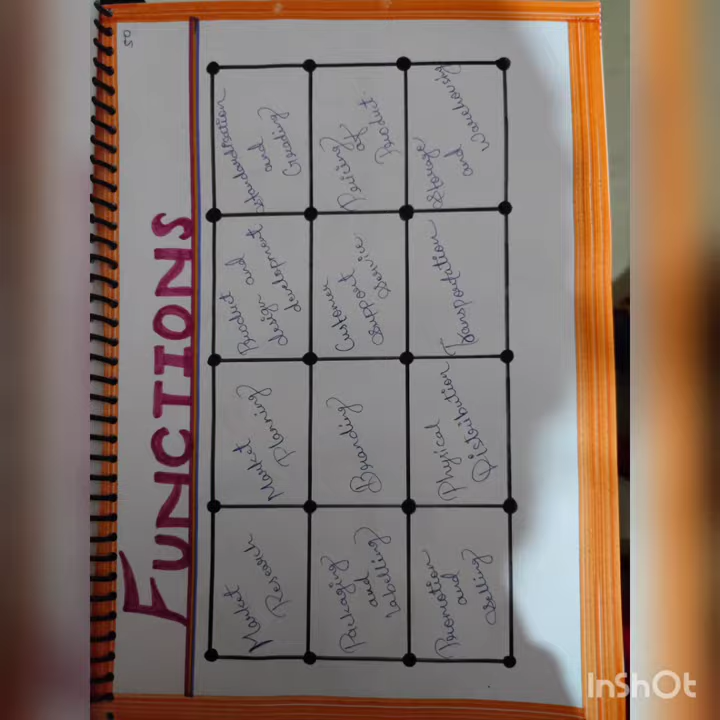 50
FUNCTIONS
Market
Research
Market
Planning
Product
design and
development
Standardisation
and
Grading
Packaging
and
labelling
Branding
Customer
support
service
Pricing
of
Product
Promotion
and
Selling
Physical
Distribution
Transportation
Storage
and
Warehousing
InShOt